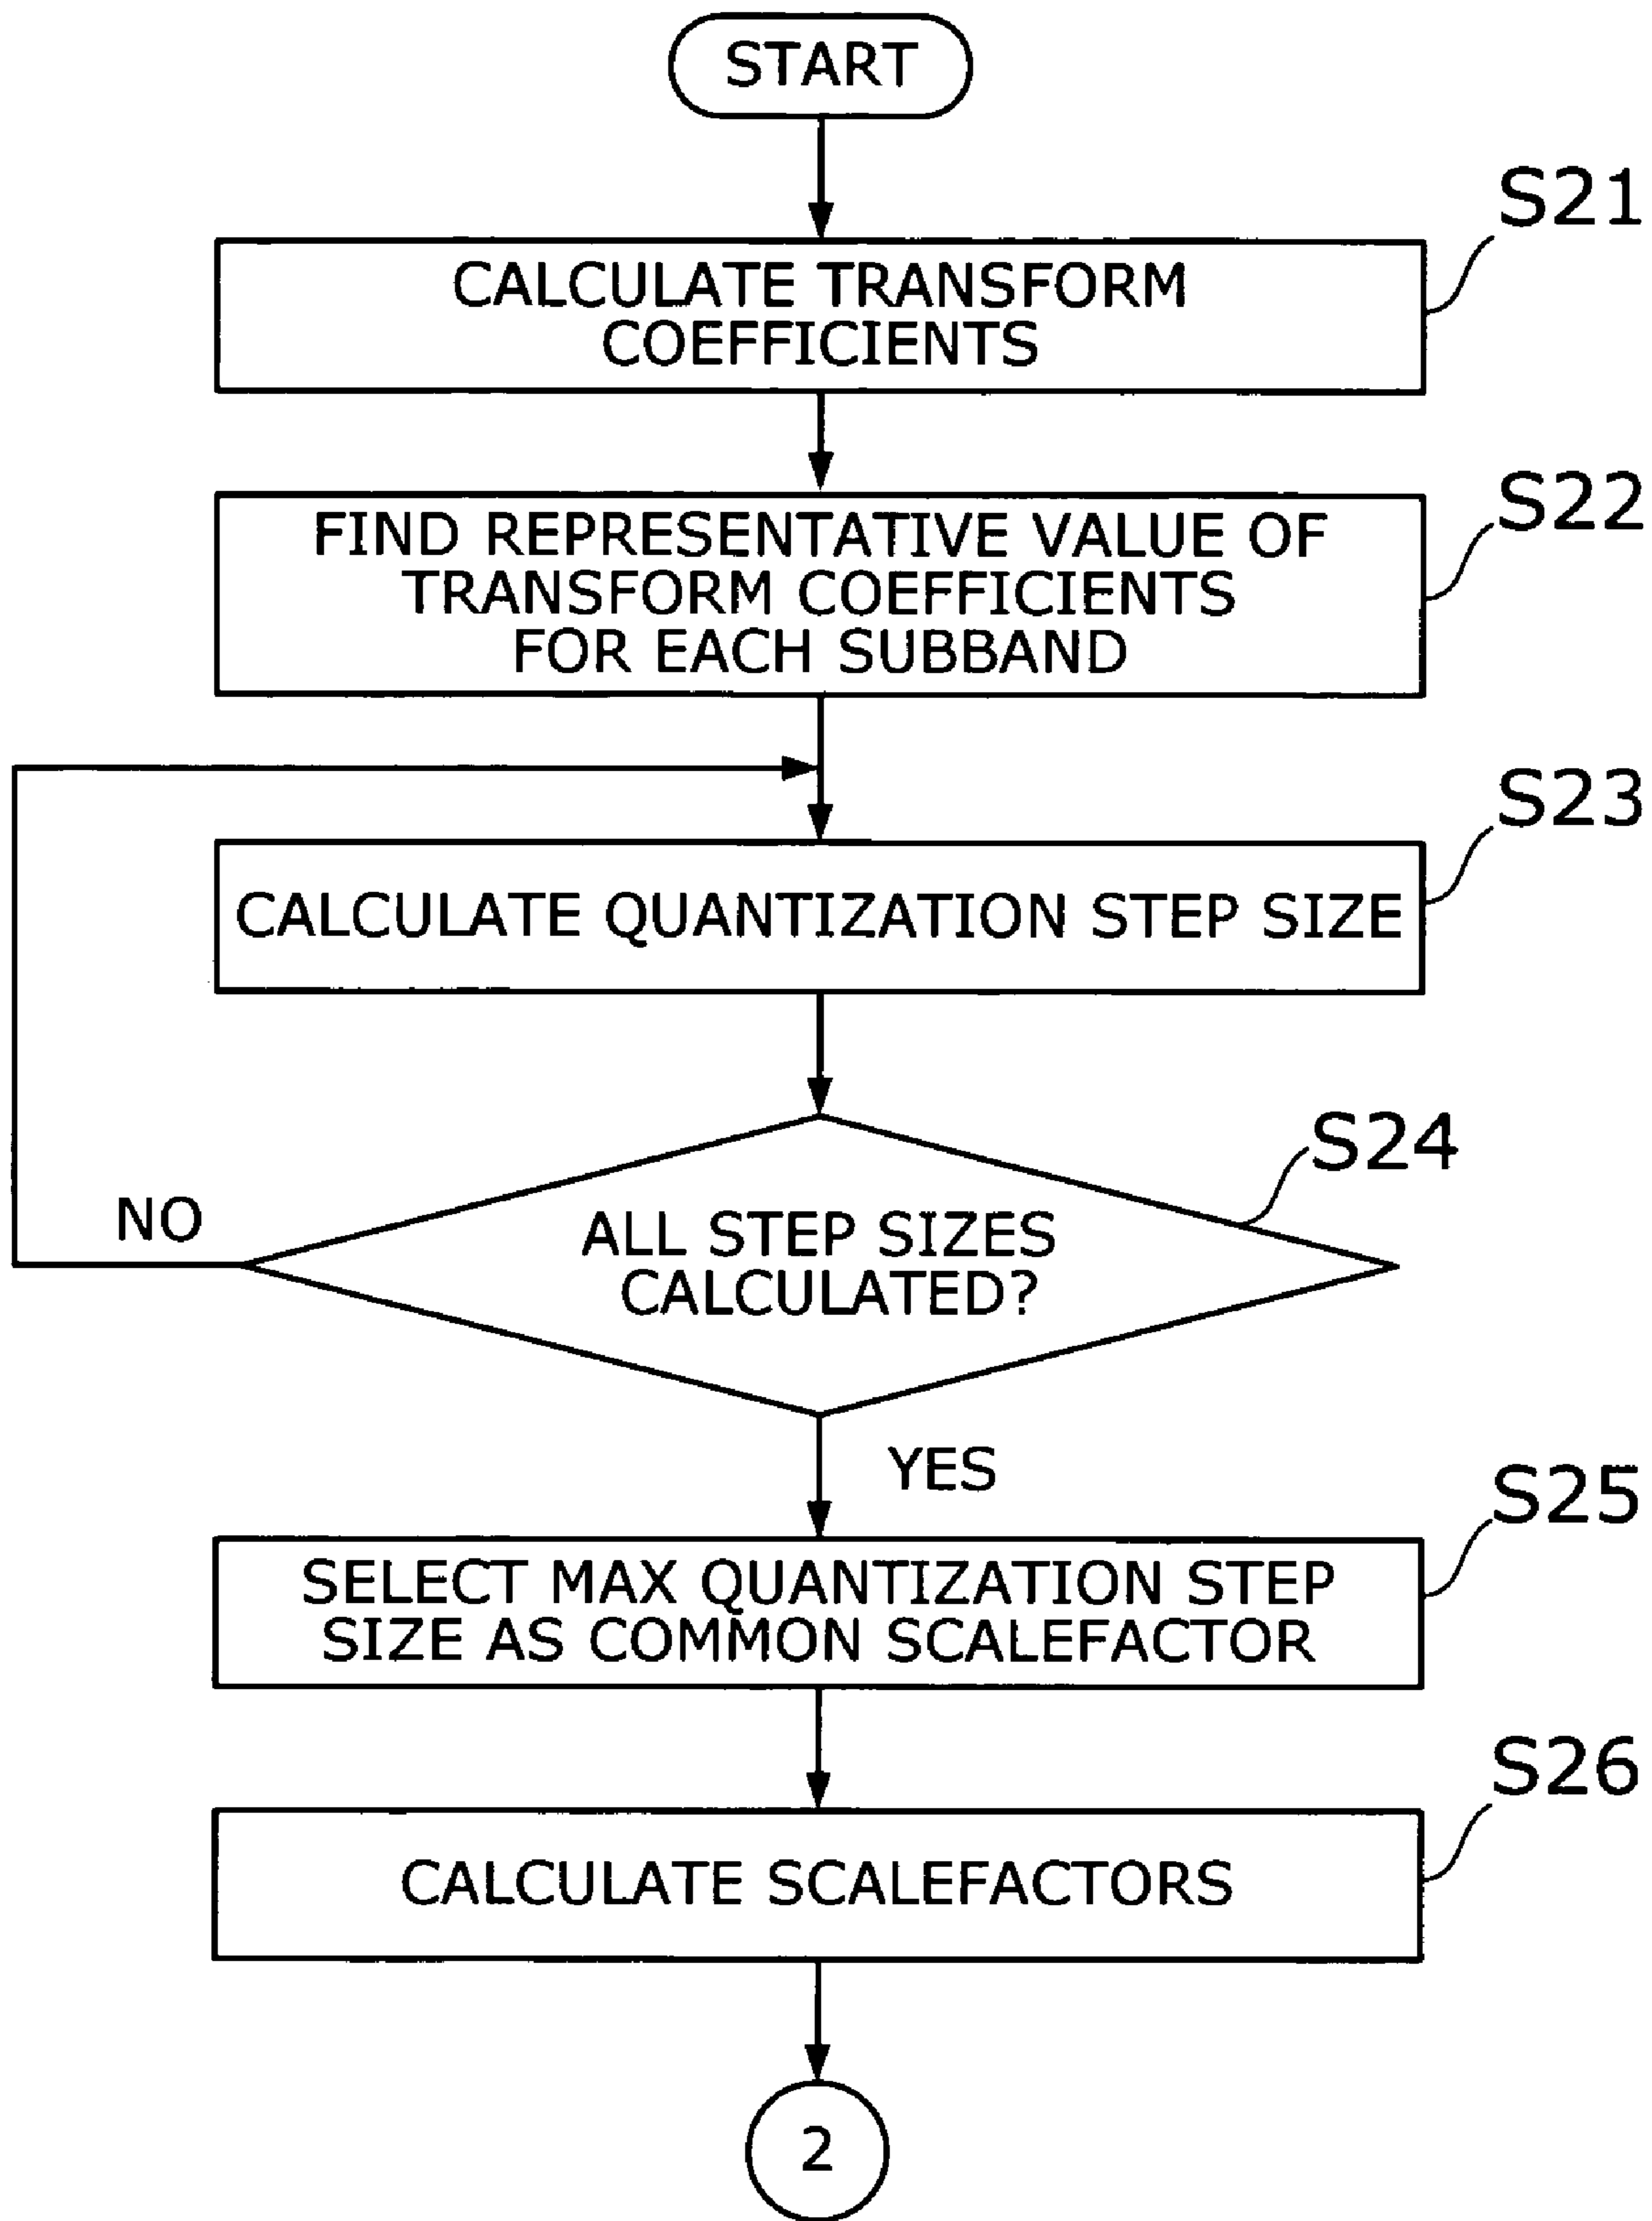 START
S21
CALCULATE TRANSFORM
COEFFICIENTS
S22
FIND REPRESENTATIVE VALUE OF
TRANSFORM COEFFICIENTS
FOR EACH SUBBAND
S23
CALCULATE QUANTIZATION STEP SIZE
S24
NO
ALL STEP SIZES
CALCULATED?
YES
S25
SELECT MAX QUANTIZATION STEP
SIZE AS COMMON SCALEFACTOR
S26
CALCULATE SCALEFACTORS
2